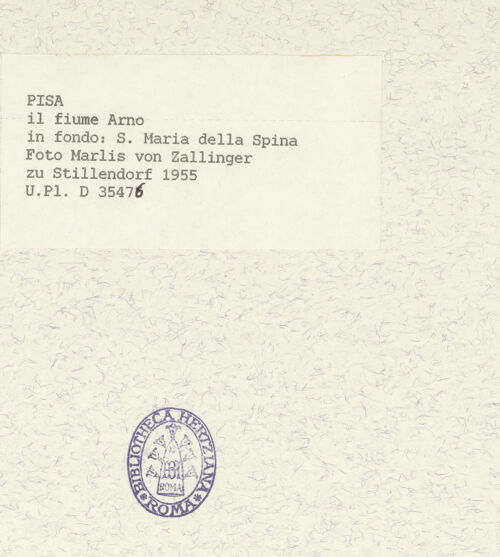 PISA
il fiume Arno
in fondo: S. Maria della Spina
Foto Marlis von Zallinger
zu Stillendorf 1955
U.Pl. D 35476
BIBLIOTHECA HERTZIANA
ROMA
ROMA